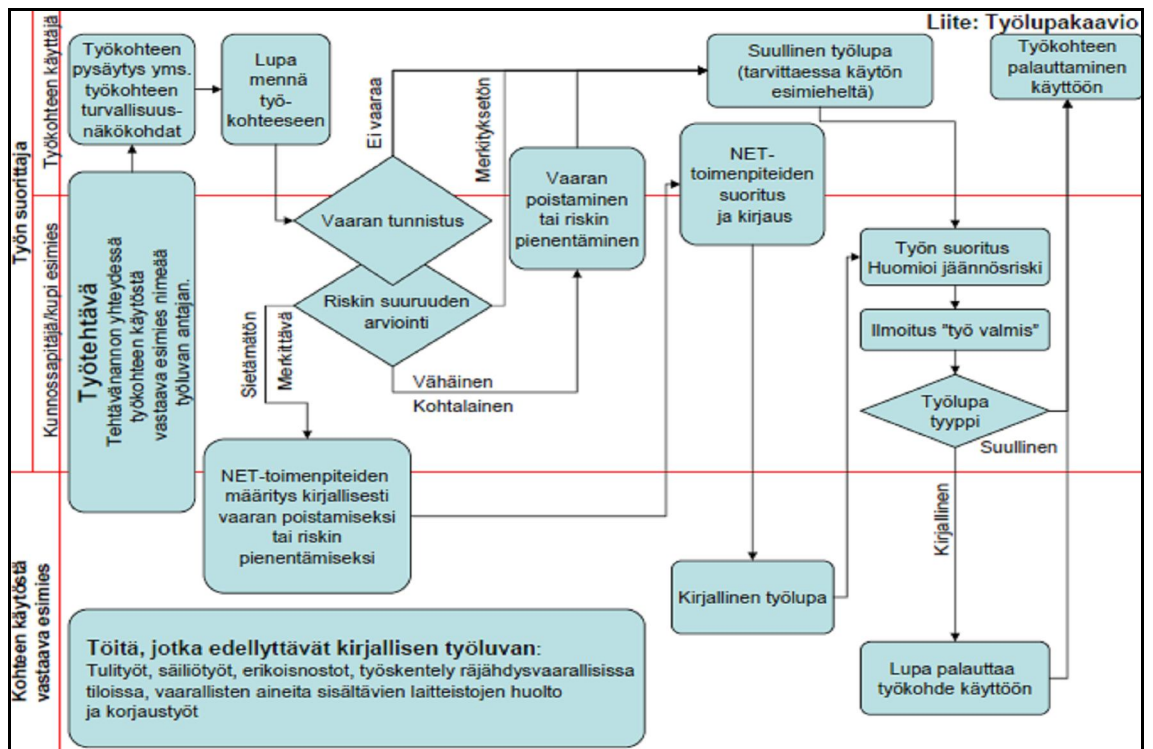 Liite: Työlupakaavio
Työn suorittaja
Työkohteen käyttäjä
Kunnossapitäjä/kupi esimies
Kohteen käytöstä
vastaava esimies
Työkohteen
pysäytys yms.
työkohteen
turvallisuus-
näkökohdat
Lupa
mennä
työ-
kohteeseen
Työtehtävä
Tehtävänannon yhteydessä
työkohteen käytöstä
vastaava esimies nimeää
työluvan antajan.
Vaaran tunnistus
Ei vaaraa
Riskin suuruuden
arviointi
Merkityksetön
Sietämätön
Merkittävä
Vähäinen
Kohtalainen
Vaaran
poistaminen
tai riskin
pienentäminen
NET-toimenpiteiden
määritys kirjallisesti
vaaran poistamiseksi
tai riskin
pienentämiseksi
Suullinen työlupa
(tarvittaessa käytön
esimieheltä)
NET-
toimenpiteiden
suoritus
ja kirjaus
Kirjallinen työlupa
Työn suoritus
Huomioi jäännösriski
Ilmoitus "työ valmis"
Työlupa
tyyppi
Suullinen
Kirjallinen
Lupa palauttaa
työkohde käyttöön
Työkohteen
palauttaminen
käyttöön
Töitä, jotka edellyttävät kirjallisen työluvan:
Tulityöt, säiliötyöt, erikoisnostot, työskentely räjähdysvaarallisissa
tiloissa, vaarallisten aineita sisältävien laitteistojen huolto
ja korjaustyöt